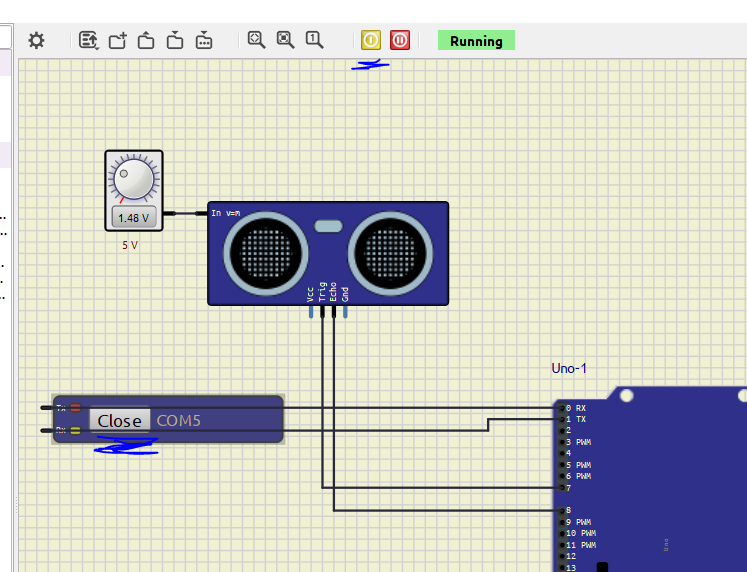 Running
1.48 V
5 V
In v=m
Vcc
Trig
Echo
Gnd
Uno-1
Tx
Rx
Close
COM5
0 RX
1 TX
2
3 PWM
4
5 PWM
6 PWM
7
8
9 PWM
10 PWM
11 PWM
12
13
Uno